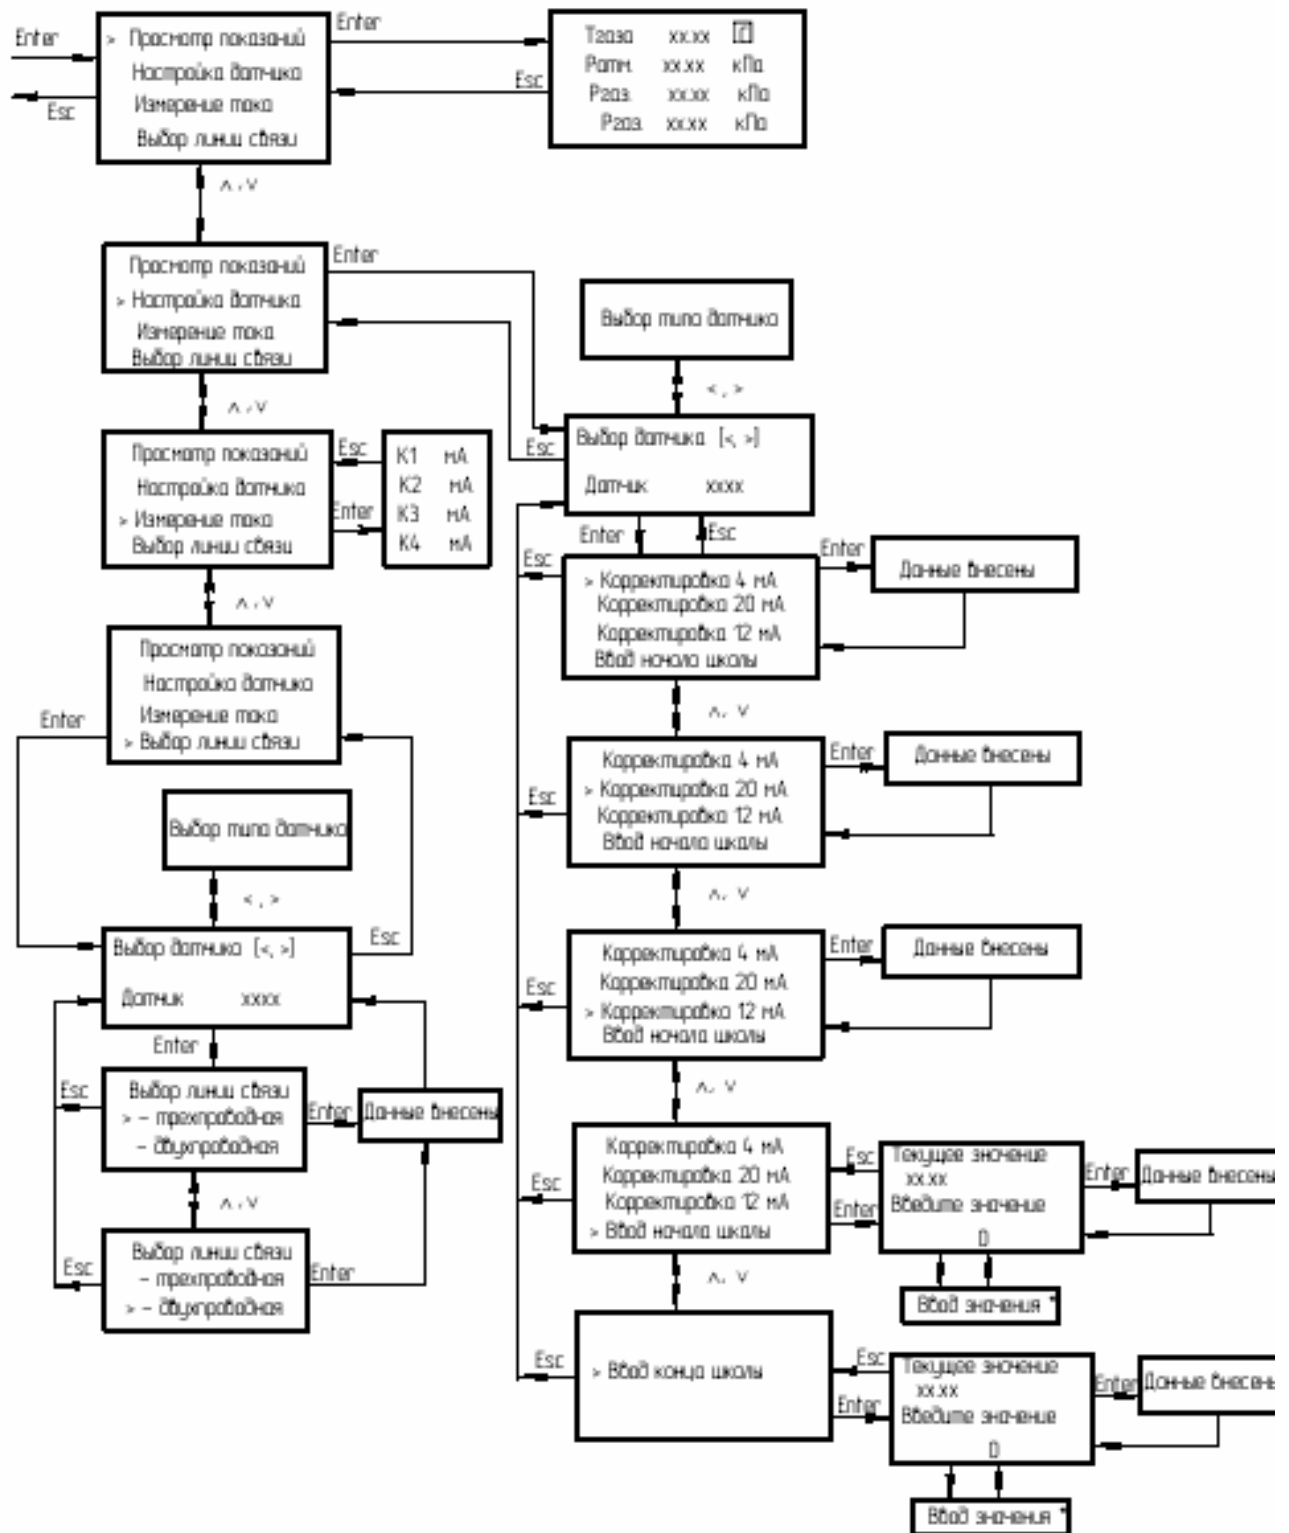 Enter
Esc
> Просмотр показаний
Настройка датчика
Измерение тока
Выбор линии связи
Enter
Esc
Тгаза xx.xx
Ратм. xx.xx кПа
Ргаз. xx.xx кПа
Ргаз. xx.xx кПа
˄, ˅
Просмотр показаний
> Настройка датчика
Измерение тока
Выбор линии связи
Enter
Esc
˄, ˅
Просмотр показаний
Настройка датчика
> Измерение тока
Выбор линии связи
Esc
Enter
К1 мА
К2 мА
К3 мА
К4 мА
˄, ˅
Просмотр показаний
Настройка датчика
Измерение тока
> Выбор линии связи
Enter
Выбор типа датчика
< , >
Выбор датчика [<, >]
Датчик xxxx
Esc
Enter
Выбор линии связи
> - трехпроводная
- двухпроводная
Esc
Enter
Данные внесены
˄, ˅
Выбор линии связи
- трехпроводная
> - двухпроводная
Esc
Enter
Выбор типа датчика
< , >
Выбор датчика [<, >]
Датчик xxxx
Enter
Esc
Esc
> Корректировка 4 мА
Корректировка 20 мА
Корректировка 12 мА
Ввод начала шкалы
Enter
Данные внесены
˄, ˅
Esc
Корректировка 4 мА
> Корректировка 20 мА
Корректировка 12 мА
Ввод начала шкалы
Enter
Данные внесены
˄, ˅
Esc
Корректировка 4 мА
Корректировка 20 мА
> Корректировка 12 мА
Ввод начала шкалы
Enter
Данные внесены
˄, ˅
Esc
Корректировка 4 мА
Корректировка 20 мА
Корректировка 12 мА
> Ввод начала шкалы
Esc
Enter
Текущее значение
xx.xx
Введите значение
0
Enter
Данные внесены
Ввод значения *
˄, ˅
Esc
> Ввод конца шкалы
Esc
Enter
Текущее значение
xx.xx
Введите значение
0
Enter
Данные внесены
Ввод значения *